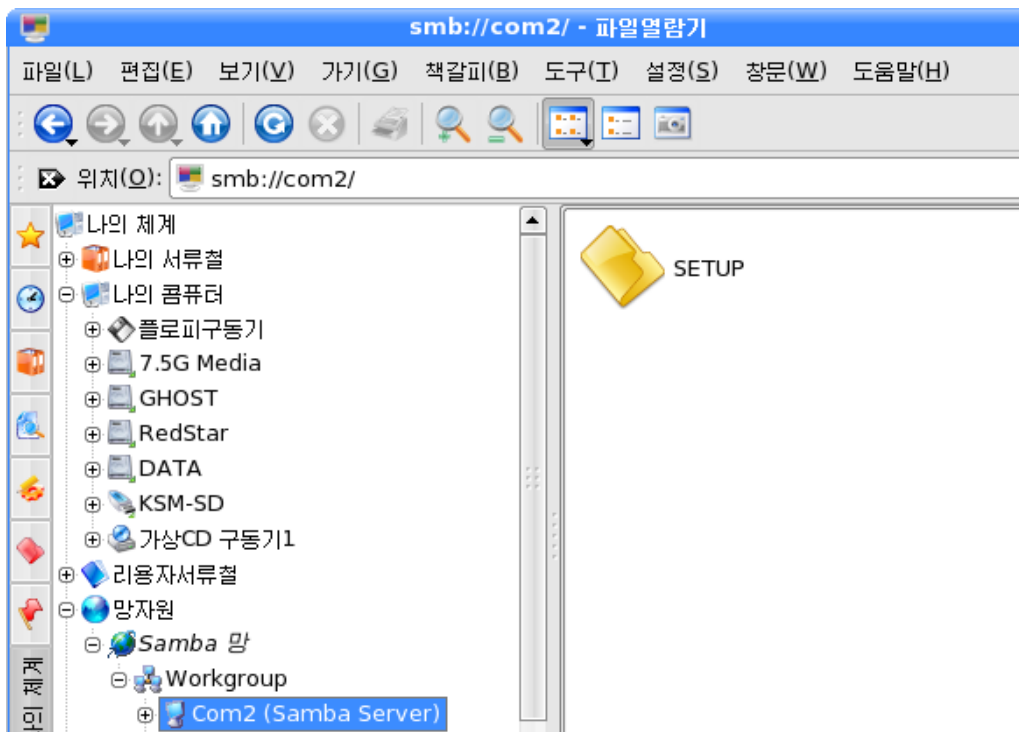 smb://com2/ - 파일열람기
파일(L) 편집(E) 보기(V) 가기(G) 책갈피(B) 도구(T) 설정(S) 창문(W) 도움말(H)
위치(O): smb://com2/
나의 체계
나의 서류철
나의 콤퓨터
플로피구동기
7.5G Media
GHOST
RedStar
DATA
KSM-SD
가상CD 구동기1
리용자서류철
망자원
Samba 망
Workgroup
Com2 (Samba Server)
SETUP
나의 체계